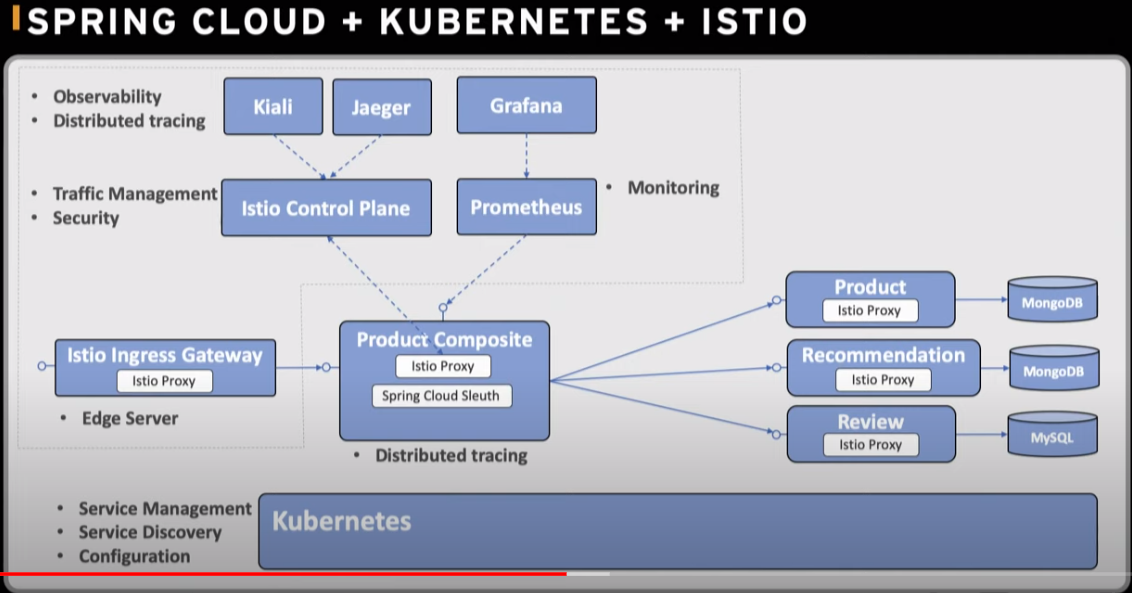 SPRING CLOUD + KUBERNETES + ISTIO
• Observability
• Distributed tracing
Kiali
Jaeger
Grafana
• Traffic Management
• Security
Istio Control Plane
Prometheus
• Monitoring
Istio Ingress Gateway
Istio Proxy
• Edge Server
Product Composite
Istio Proxy
Spring Cloud Sleuth
• Distributed tracing
Product
Istio Proxy
MongoDB
Recommendation
Istio Proxy
MongoDB
Review
Istio Proxy
MySQL
• Service Management
• Service Discovery
• Configuration
Kubernetes